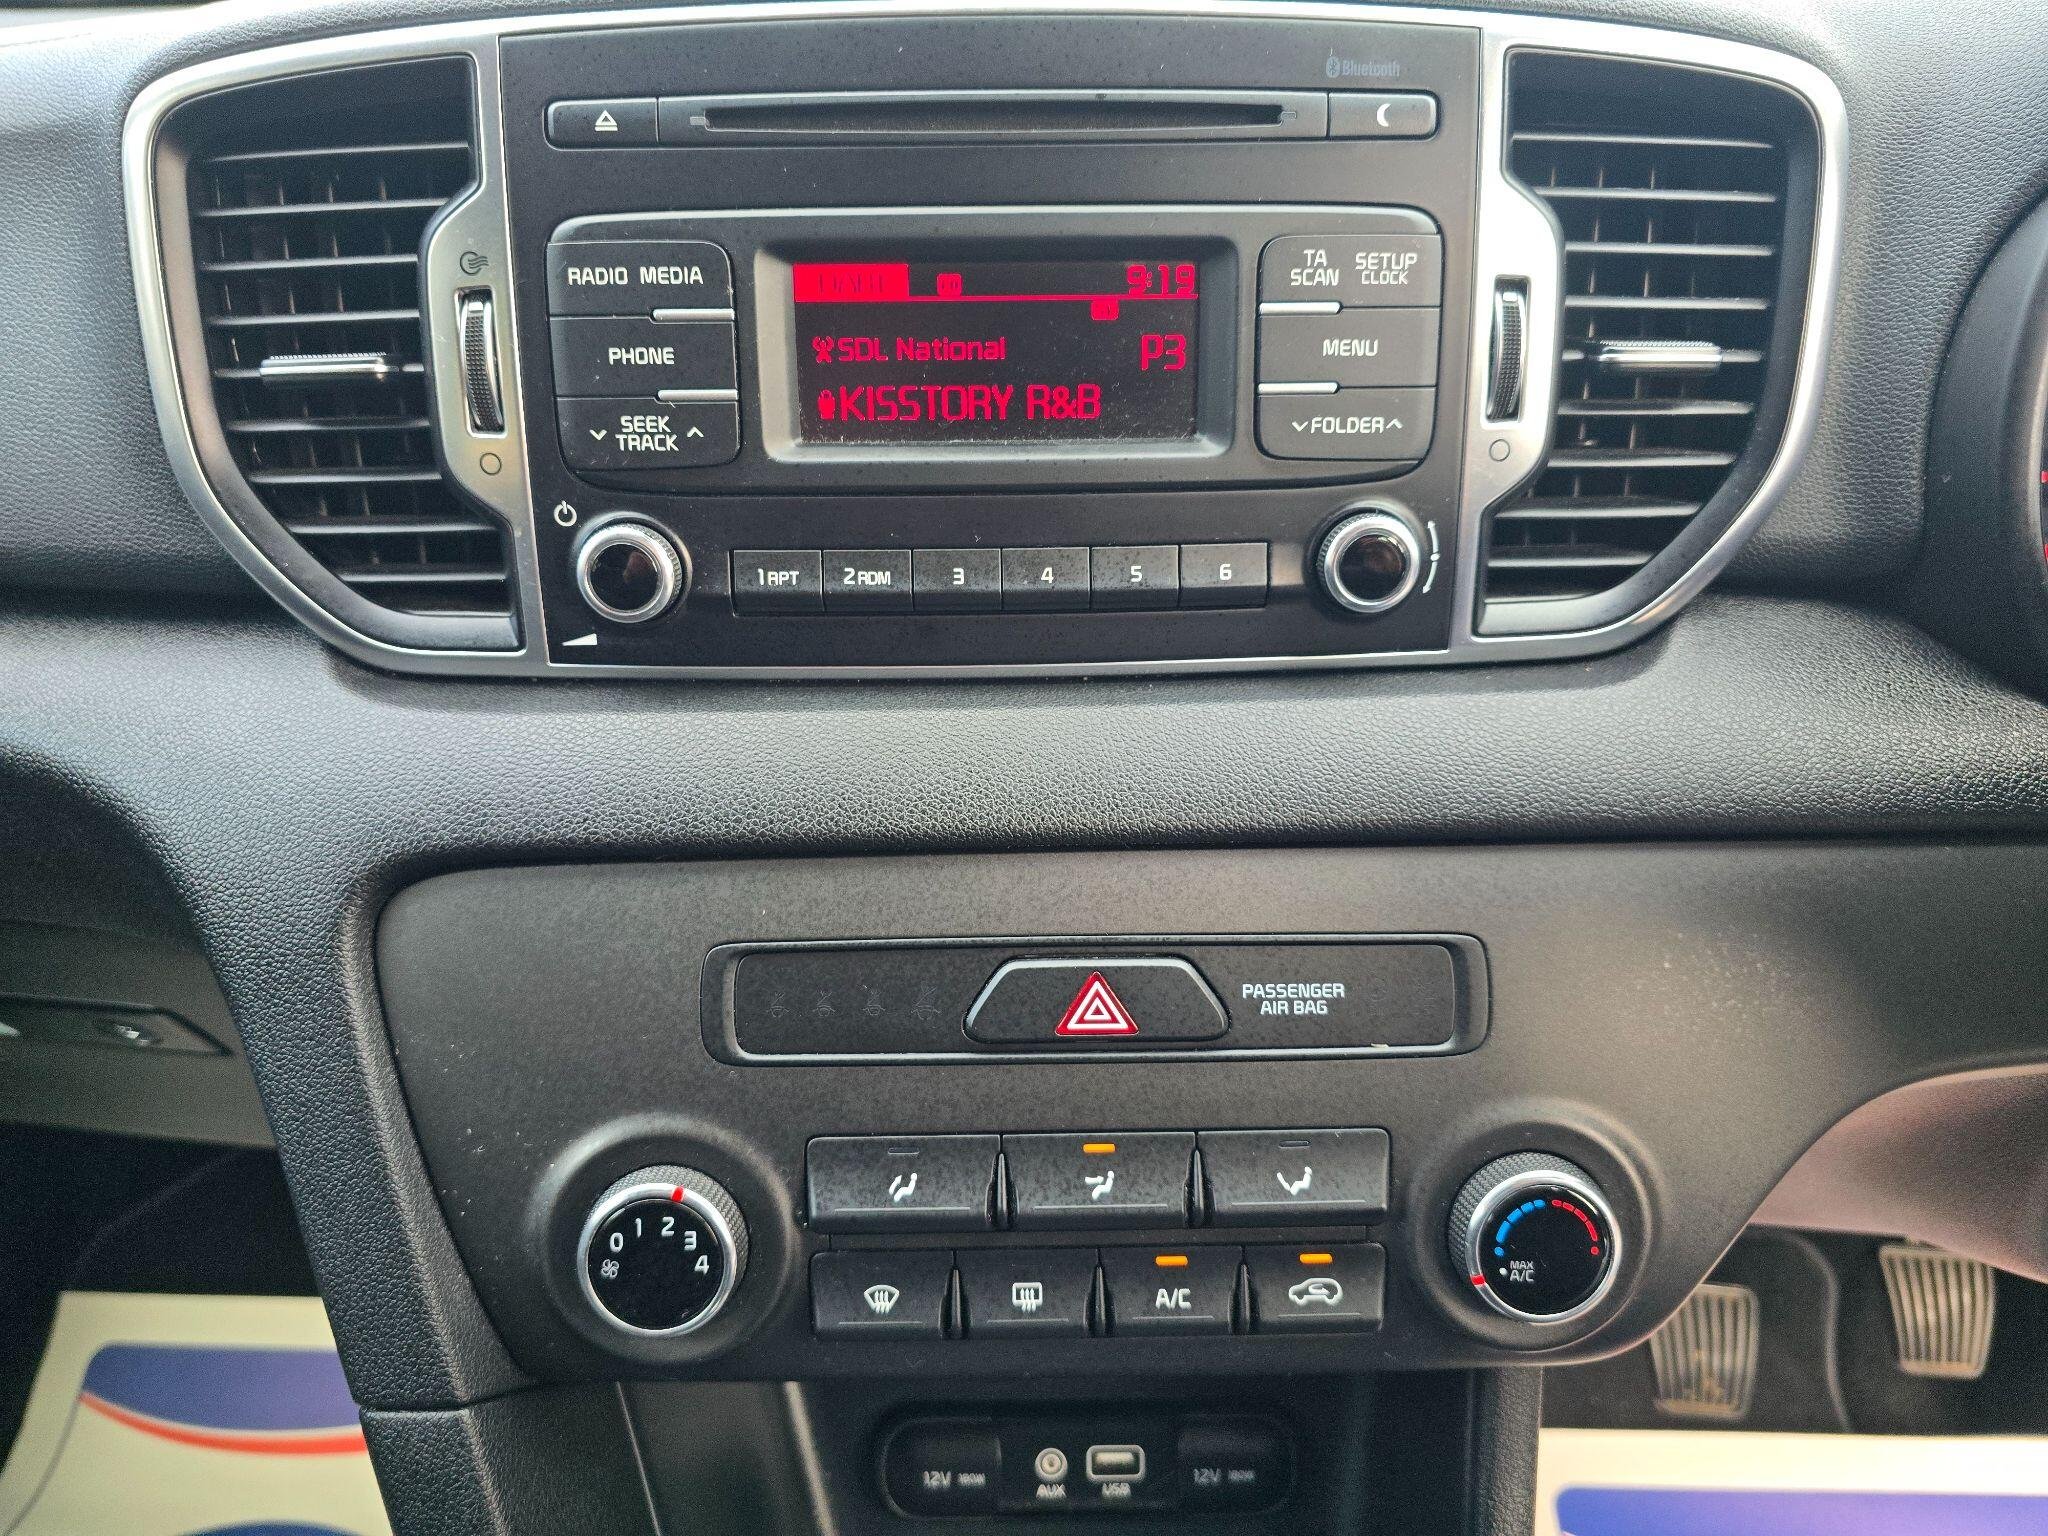 Bluetooth
RADIO MEDIA
PHONE
SEEK
TRACK
9:19
SDL National
P3
KISSTORY R&B
TA
SCAN
SETUP
CLOCK
MENU
FOLDER
1 RPT
2 RDM
3
4
5
6
PASSENGER
AIR BAG
0 1 2 3 4
A/C
MAX
A/C
12V 180W
AUX
USB
12V 180W